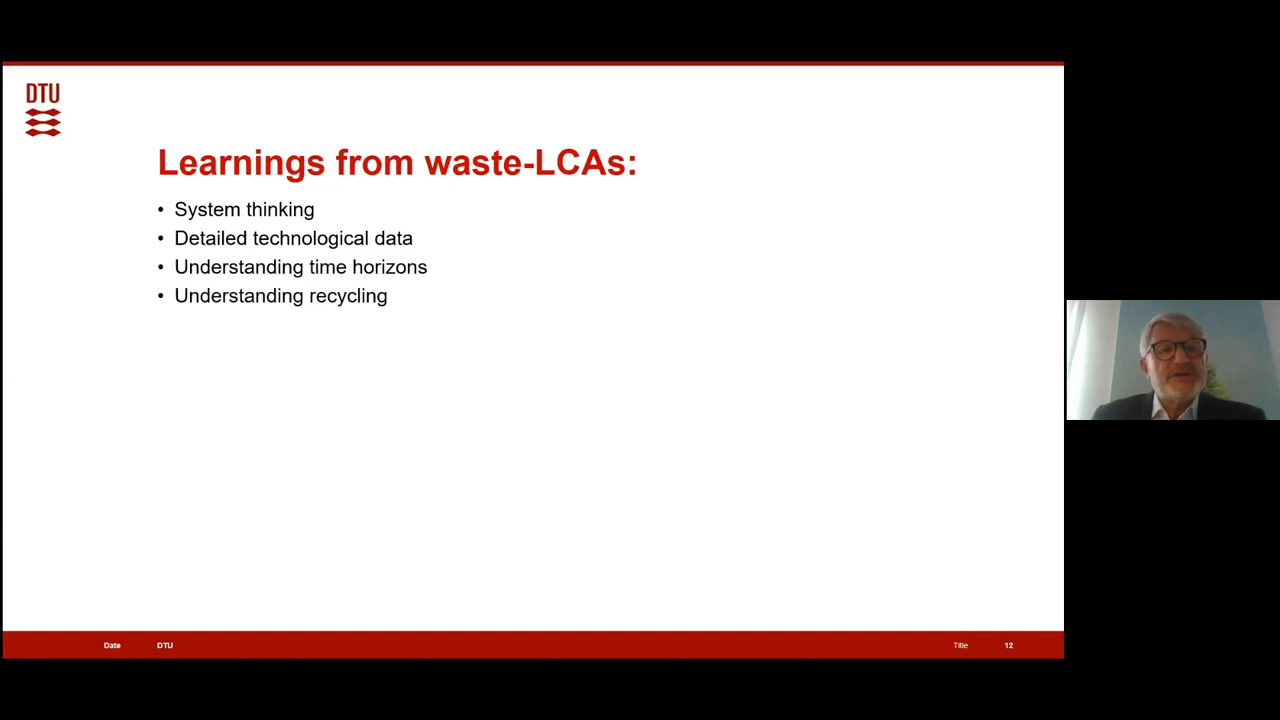 DTU
Learnings from waste-LCAs:
• System thinking
• Detailed technological data
• Understanding time horizons
• Understanding recycling
Date DTU Title 12